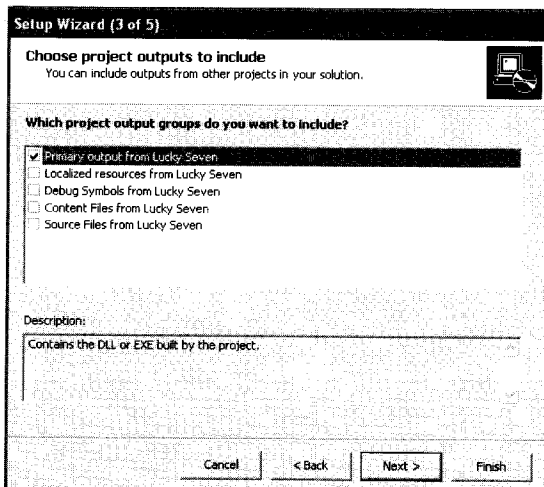 Setup Wizard (3 of 5)
Choose project outputs to include
You can include outputs from other projects in your solution.
Which project output groups do you want to include?
Primary output from Lucky Seven
Localized resources from Lucky Seven
Debug Symbols from Lucky Seven
Content Files from Lucky Seven
Source Files from Lucky Seven
Description:
Contains the DLL or EXE built by the project.
Cancel
< Back
Next >
Finish